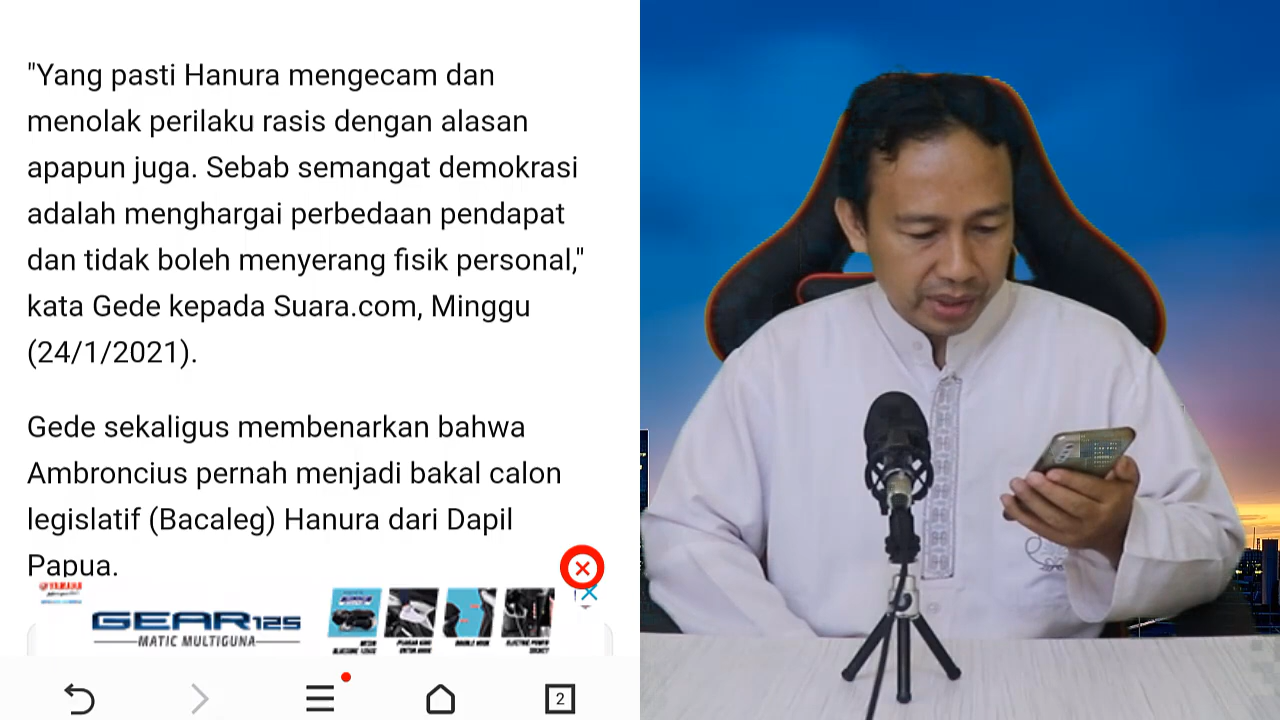 "Yang pasti Hanura mengecam dan
menolak perilaku rasis dengan alasan
apapun juga. Sebab semangat demokrasi
adalah menghargai perbedaan pendapat
dan tidak boleh menyerang fisik personal,"
kata Gede kepada Suara.com, Minggu
(24/1/2021).
Gede sekaligus membenarkan bahwa
Ambroncius pernah menjadi bakal calon
legislatif (Bacaleg) Hanura dari Dapil
Papua.
YAMAHA
GEAR125
MATIC MULTIGUNA
2